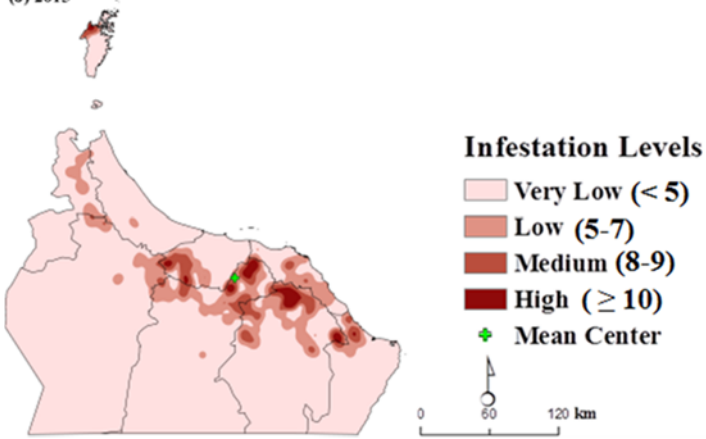 Infestation Levels
Very Low (< 5)
Low (5-7)
Medium (8-9)
High ( ≥ 10)
Mean Center
0 60 120 km